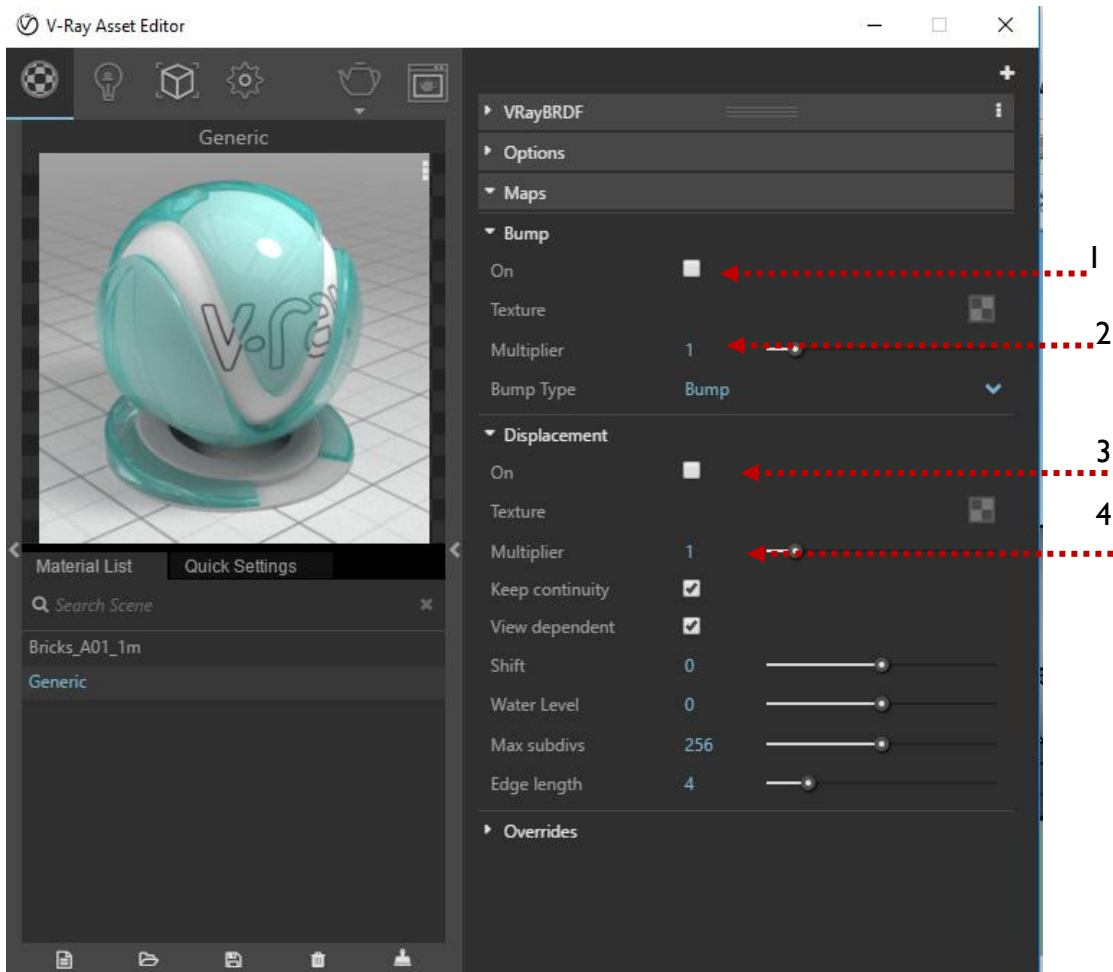 V-Ray Asset Editor
Generic
v-ray
Material List Quick Settings
Search Scene
Bricks_A01_1m
Generic
VRayBRDF
Options
Maps
Bump
On
Texture
Multiplier 1
Bump Type Bump
Displacement
On
Texture
Multiplier 1
Keep continuity
View dependent
Shift 0
Water Level 0
Max subdivs 256
Edge length 4
Overrides
1
2
3
4